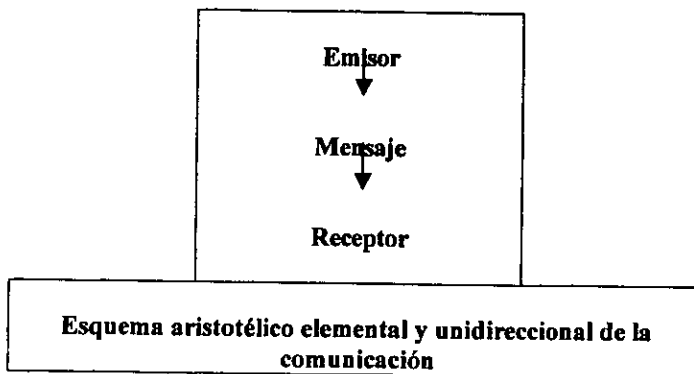 Emisor
Mensaje
Receptor
Esquema aristotélico elemental y unidireccional de la
comunicación